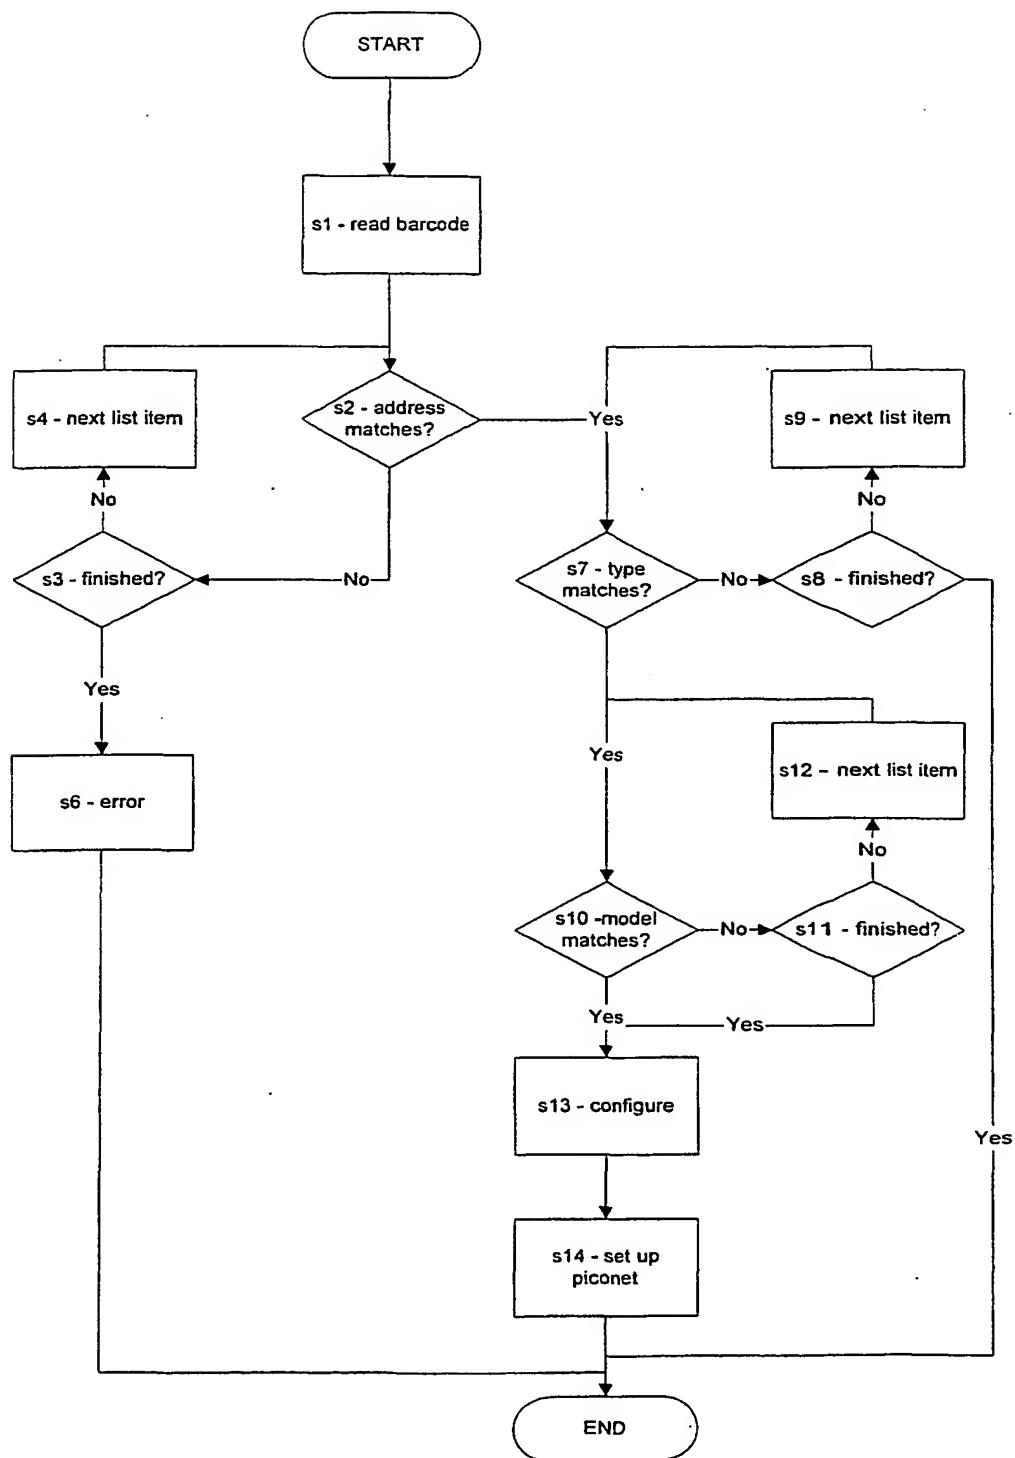 START
s1 - read barcode
s4 - next list item
s2 - address
matches?
Yes
s9 - next list item
No
No
s3 - finished?
No
s7 - type
matches?
No
s8 - finished?
Yes
Yes
s12 - next list item
s6 - error
No
s10 -model
matches?
No
s11 - finished?
Yes
Yes
s13 - configure
Yes
s14 - set up
piconet
END